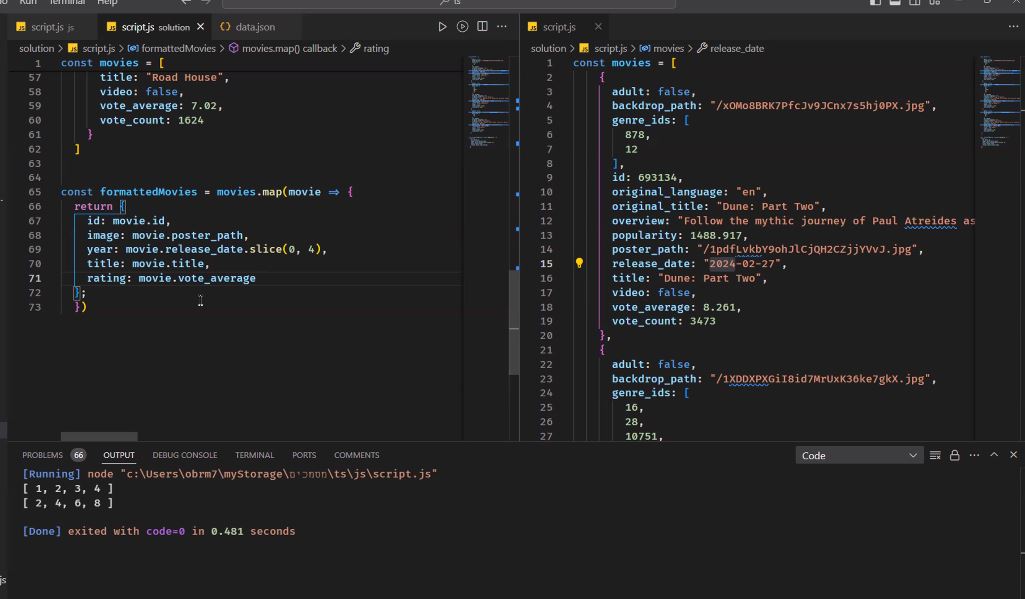 Run Terminal Help
ts
script.js js
script.js solution
data.json
solution > script.js > formattedMovies > movies.map() callback > rating
1 const movies = [
57 title: "Road House",
58 video: false,
59 vote_average: 7.02,
60 vote_count: 1624
61 }
62 ]
63
64
65 const formattedMovies = movies.map(movie ⇒ {
66 return {
67 id: movie.id,
68 image: movie.poster_path,
69 year: movie.release_date.slice(0, 4),
70 title: movie.title,
71 rating: movie.vote_average
72 };
73 })
script.js
solution > script.js > movies > release_date
1 const movies = [
2 {
3 adult: false,
4 backdrop_path: "/xOMo8BRK7PfcJv9JCnx7s5hj0PX.jpg",
5 genre_ids: [
6 878,
7 12
8 ],
9 id: 693134,
10 original_language: "en",
11 original_title: "Dune: Part Two",
12 overview: "Follow the mythic journey of Paul Atreides as
13 popularity: 1488.917,
14 poster_path: "/1pdfLvkbY9ohJlCjQH2CZjjYVvJ.jpg",
15 release_date: "2024-02-27",
16 title: "Dune: Part Two",
17 video: false,
18 vote_average: 8.261,
19 vote_count: 3473
20 },
21 {
22 adult: false,
23 backdrop_path: "/1XDDXPXGiI8id7MrUxK36ke7gkX.jpg",
24 genre_ids: [
25 16,
26 28,
27 10751,
PROBLEMS 66 OUTPUT DEBUG CONSOLE TERMINAL PORTS COMMENTS
Code
[Running] node "c:\Users\obrm7\myStorage\מסמכים\ts\js\script.js"
[ 1, 2, 3, 4 ]
[ 2, 4, 6, 8 ]
[Done] exited with code=0 in 0.481 seconds
js